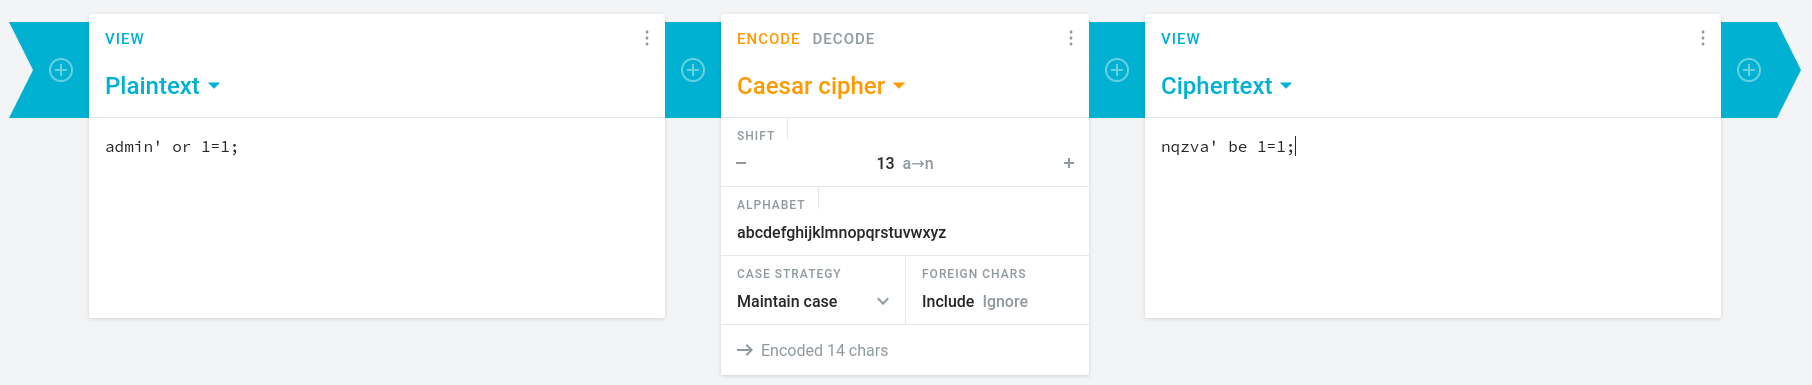 VIEW
Plaintext
admin' or 1=1;
ENCODE DECODE
Caesar cipher
SHIFT
− 13 a→n +
ALPHABET
abcdefghijklmnopqrstuvwxyz
CASE STRATEGY
Maintain case
FOREIGN CHARS
Include Ignore
→ Encoded 14 chars
VIEW
Ciphertext
nqzva' be 1=1;